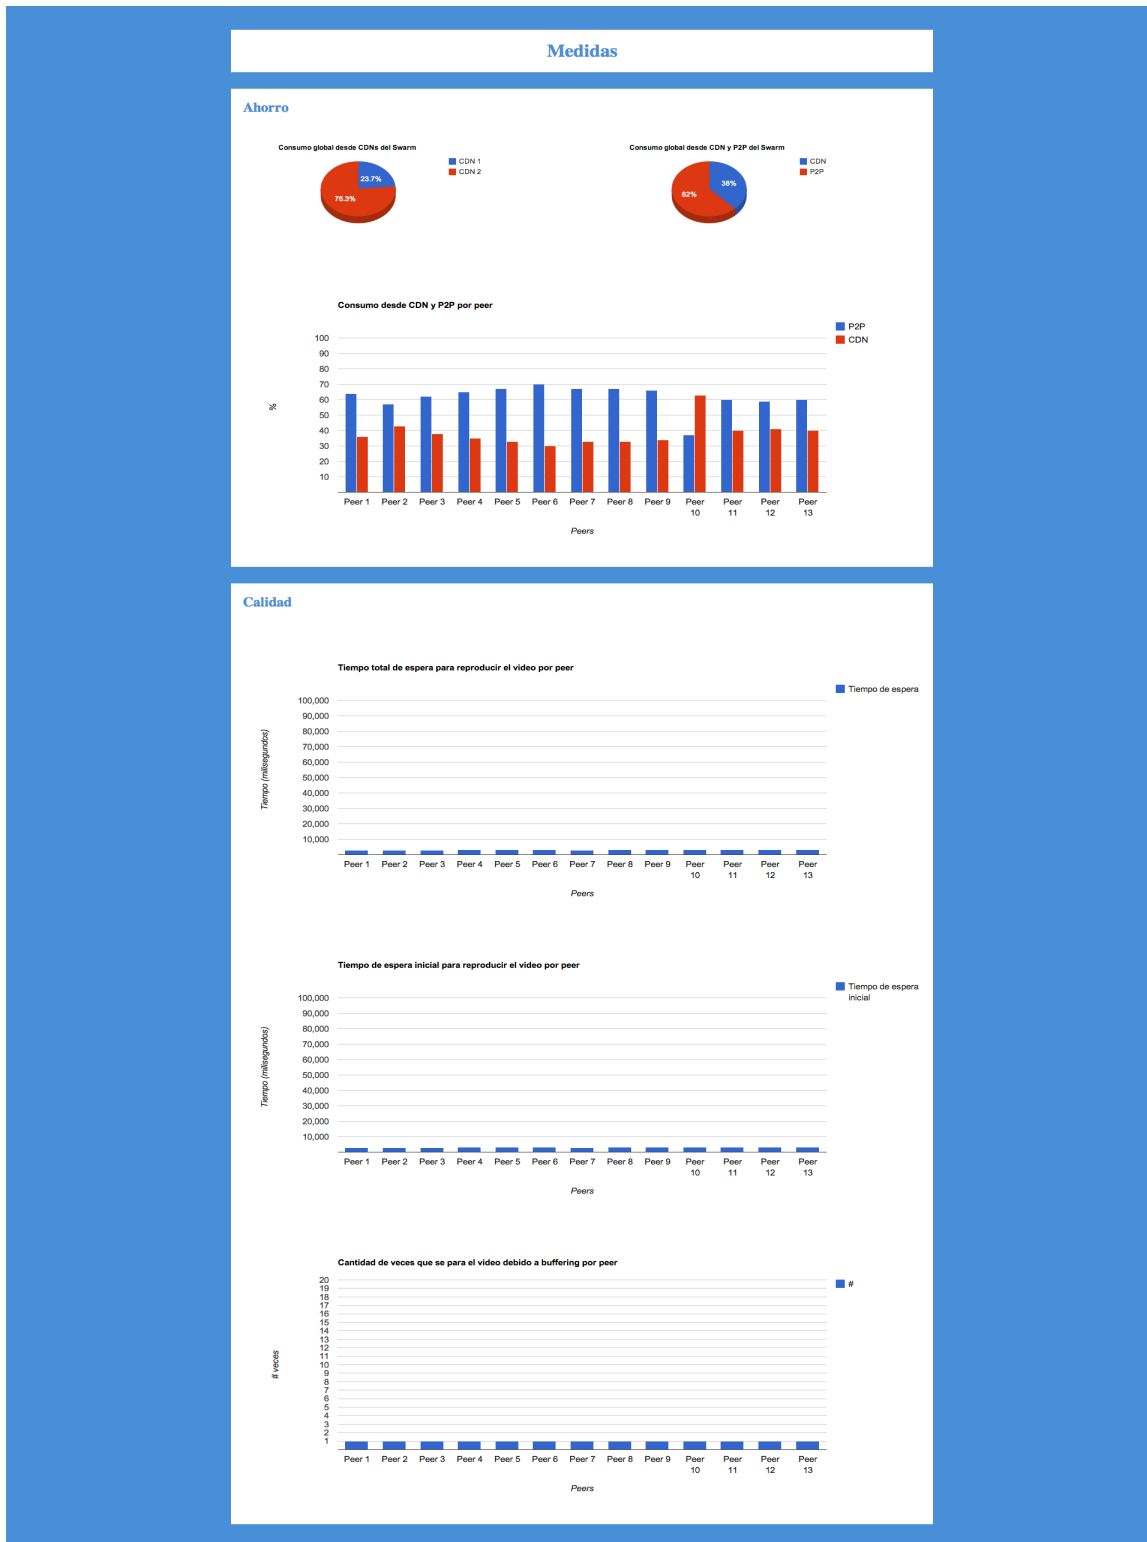 Medidas
Ahorro
Consumo global desde CDNs del Swarm
CDN 1
CDN 2
23.7%
76.3%
Consumo global desde CDN y P2P del Swarm
CDN
P2P
38%
62%
Consumo desde CDN y P2P por peer
P2P
CDN
100
90
80
70
60
50
40
30
20
10
%
Peer 1 Peer 2 Peer 3 Peer 4 Peer 5 Peer 6 Peer 7 Peer 8 Peer 9 Peer 10 Peer 11 Peer 12 Peer 13
Peers
Calidad
Tiempo total de espera para reproducir el video por peer
Tiempo de espera
100,000
90,000
80,000
70,000
60,000
50,000
40,000
30,000
20,000
10,000
Tiempo (milisegundos)
Peer 1 Peer 2 Peer 3 Peer 4 Peer 5 Peer 6 Peer 7 Peer 8 Peer 9 Peer 10 Peer 11 Peer 12 Peer 13
Peers
Tiempo de espera inicial para reproducir el video por peer
Tiempo de espera
inicial
100,000
90,000
80,000
70,000
60,000
50,000
40,000
30,000
20,000
10,000
Tiempo (milisegundos)
Peer 1 Peer 2 Peer 3 Peer 4 Peer 5 Peer 6 Peer 7 Peer 8 Peer 9 Peer 10 Peer 11 Peer 12 Peer 13
Peers
Cantidad de veces que se para el video debido a buffering por peer
#
20
19
18
17
16
15
14
13
12
11
10
9
8
7
6
5
4
3
2
1
# veces
Peer 1 Peer 2 Peer 3 Peer 4 Peer 5 Peer 6 Peer 7 Peer 8 Peer 9 Peer 10 Peer 11 Peer 12 Peer 13
Peers